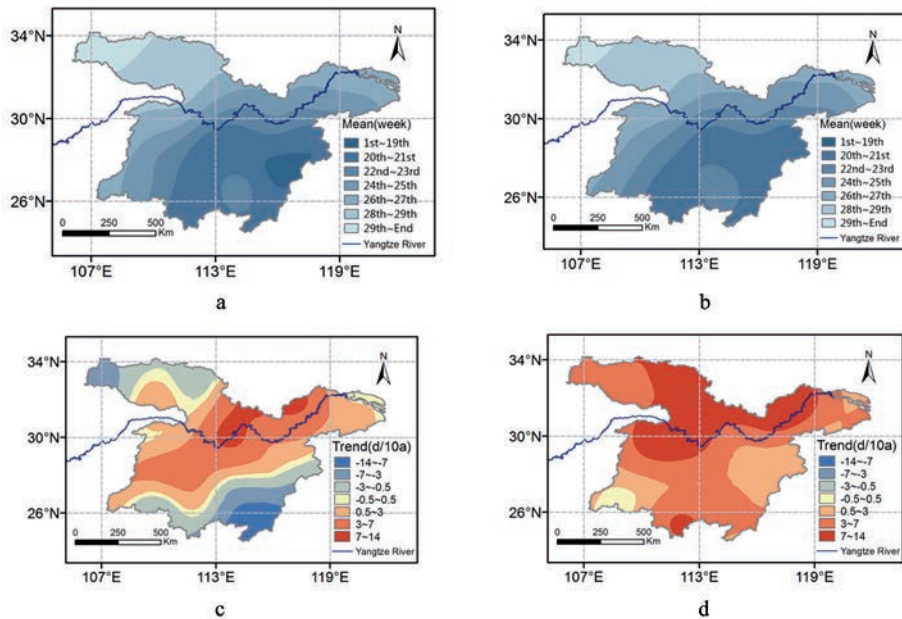 34°N
30°N
26°N
N
Mean(week)
1st~19th
20th~21st
22nd~23rd
24th~25th
26th~27th
28th~29th
29th~End
Yangtze River
0 250 500
Km
107°E 113°E 119°E
a
34°N
30°N
26°N
N
Mean(week)
1st~19th
20th~21st
22nd~23rd
24th~25th
26th~27th
28th~29th
29th~End
Yangtze River
0 250 500
Km
107°E 113°E 119°E
b
34°N
30°N
26°N
N
Trend(d/10a)
-14~-7
-7~-3
-3~-0.5
-0.5~0.5
0.5~3
3~7
7~14
Yangtze River
0 250 500
Km
107°E 113°E 119°E
c
34°N
30°N
26°N
N
Trend(d/10a)
-14~-7
-7~-3
-3~-0.5
-0.5~0.5
0.5~3
3~7
7~14
Yangtze River
0 250 500
Km
107°E 113°E 119°E
d